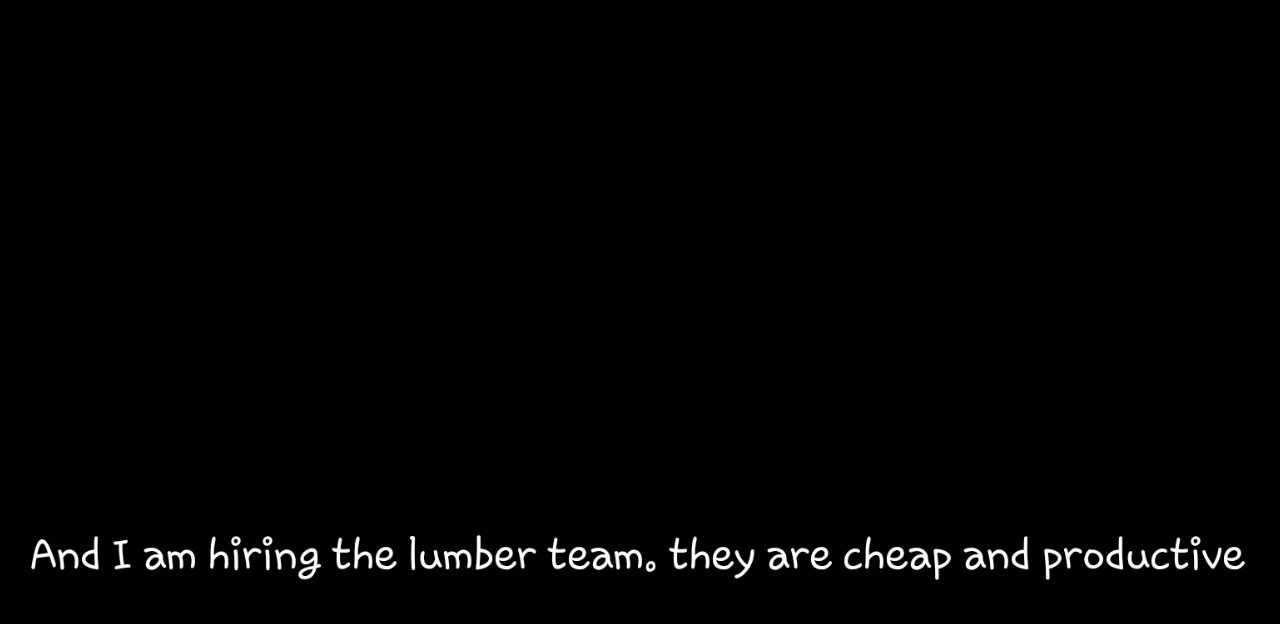 And I am hiring the lumber team. they are cheap and productive